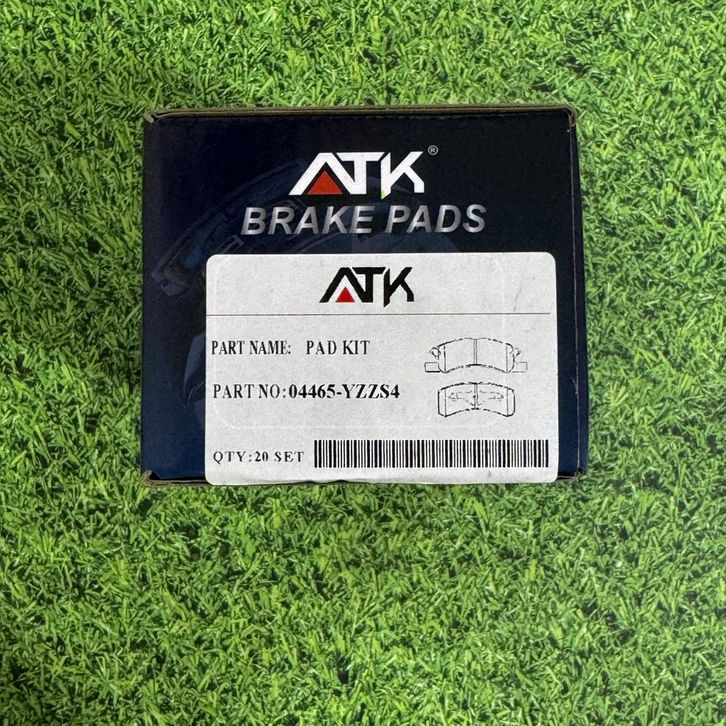 ATK®
BRAKE PADS
ATK
PART NAME: PAD KIT
PART NO:04465-YZZS4
QTY:20 SET